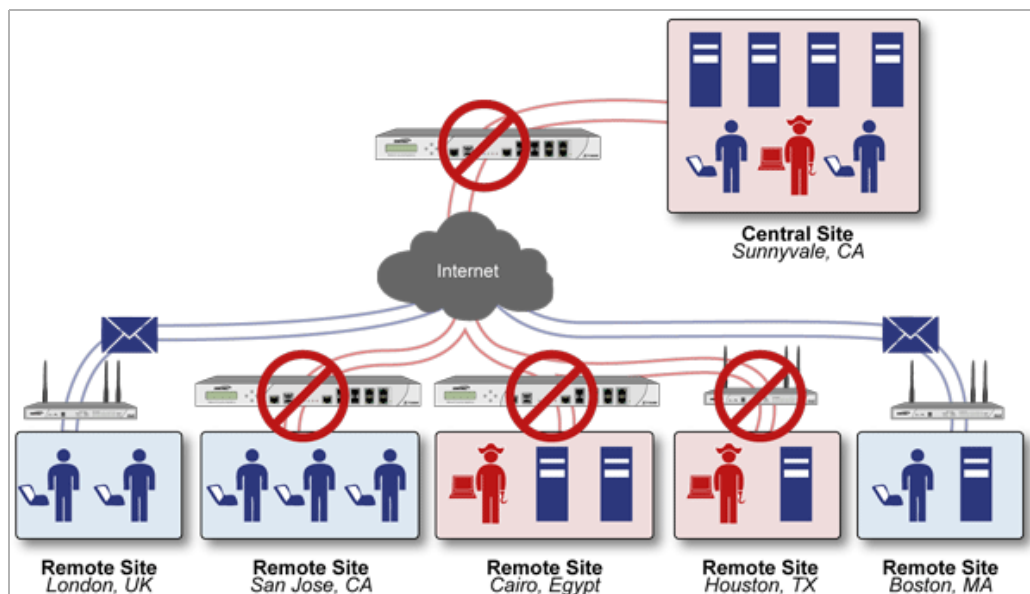 Central Site
Sunnyvale, CA
Internet
Remote Site
London, UK
Remote Site
San Jose, CA
Remote Site
Cairo, Egypt
Remote Site
Houston, TX
Remote Site
Boston, MA